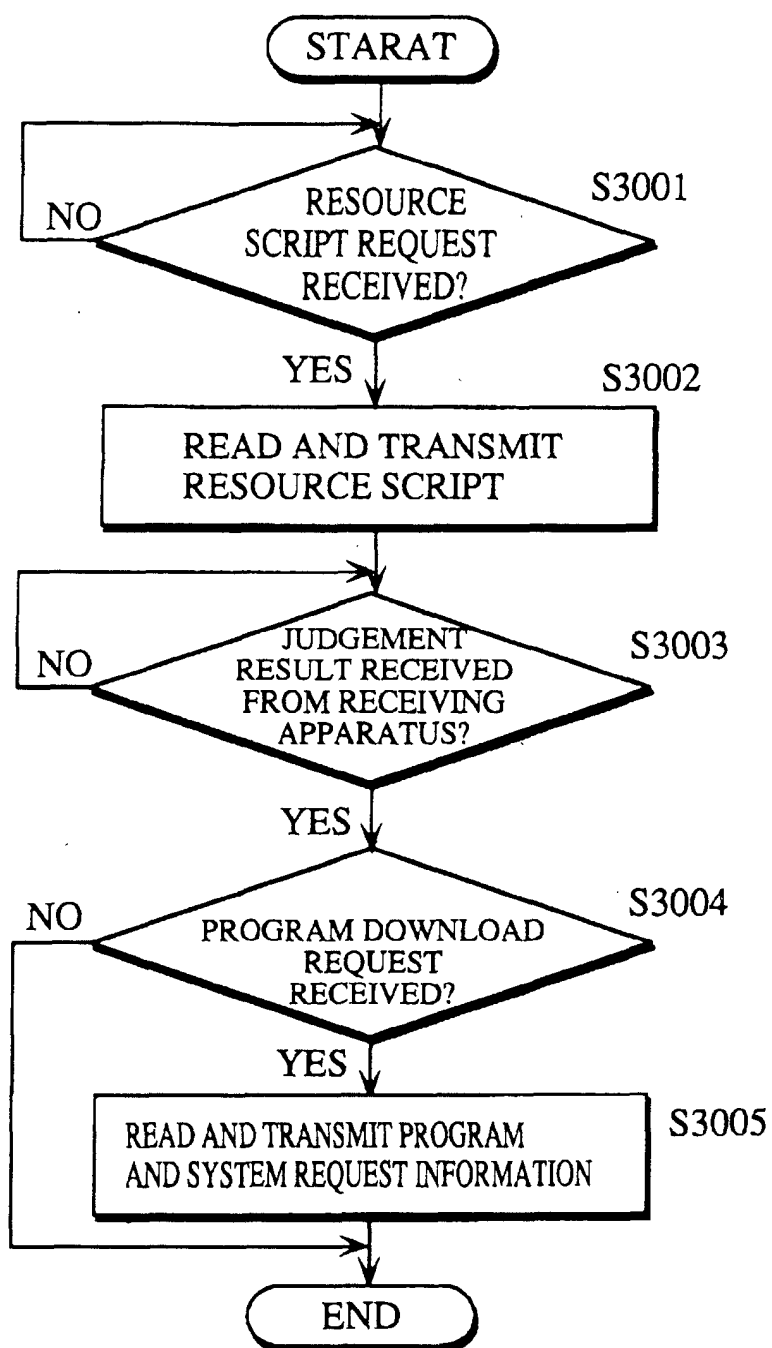 STARAT
S3001
RESOURCE
SCRIPT REQUEST
RECEIVED?
NO
YES
S3002
READ AND TRANSMIT
RESOURCE SCRIPT
S3003
JUDGEMENT
RESULT RECEIVED
FROM RECEIVING
APPARATUS?
NO
YES
S3004
NO
PROGRAM DOWNLOAD
REQUEST
RECEIVED?
YES
S3005
READ AND TRANSMIT PROGRAM
AND SYSTEM REQUEST INFORMATION
END